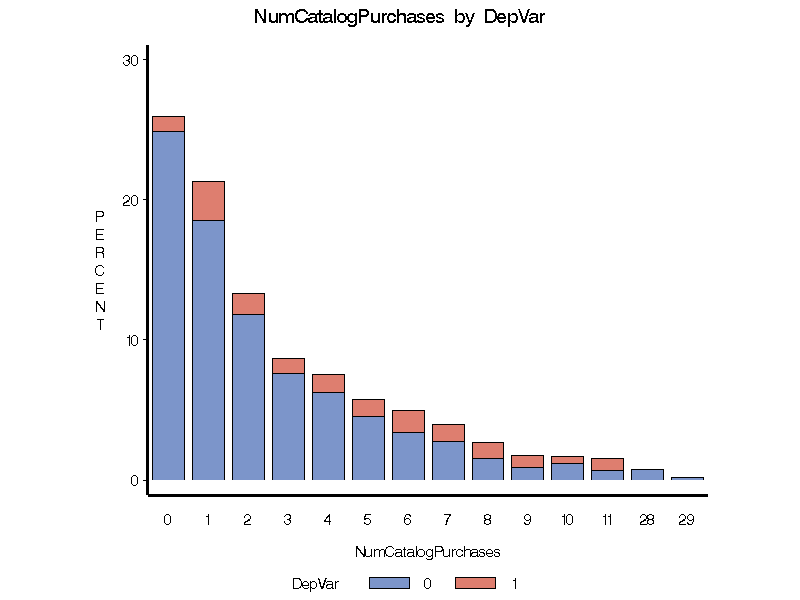 NumCatalogPurchases by DepVar
30
20
10
0
PERCENT
0 1 2 3 4 5 6 7 8 9 10 11 28 29
NumCatalogPurchases
DepVar 0 1